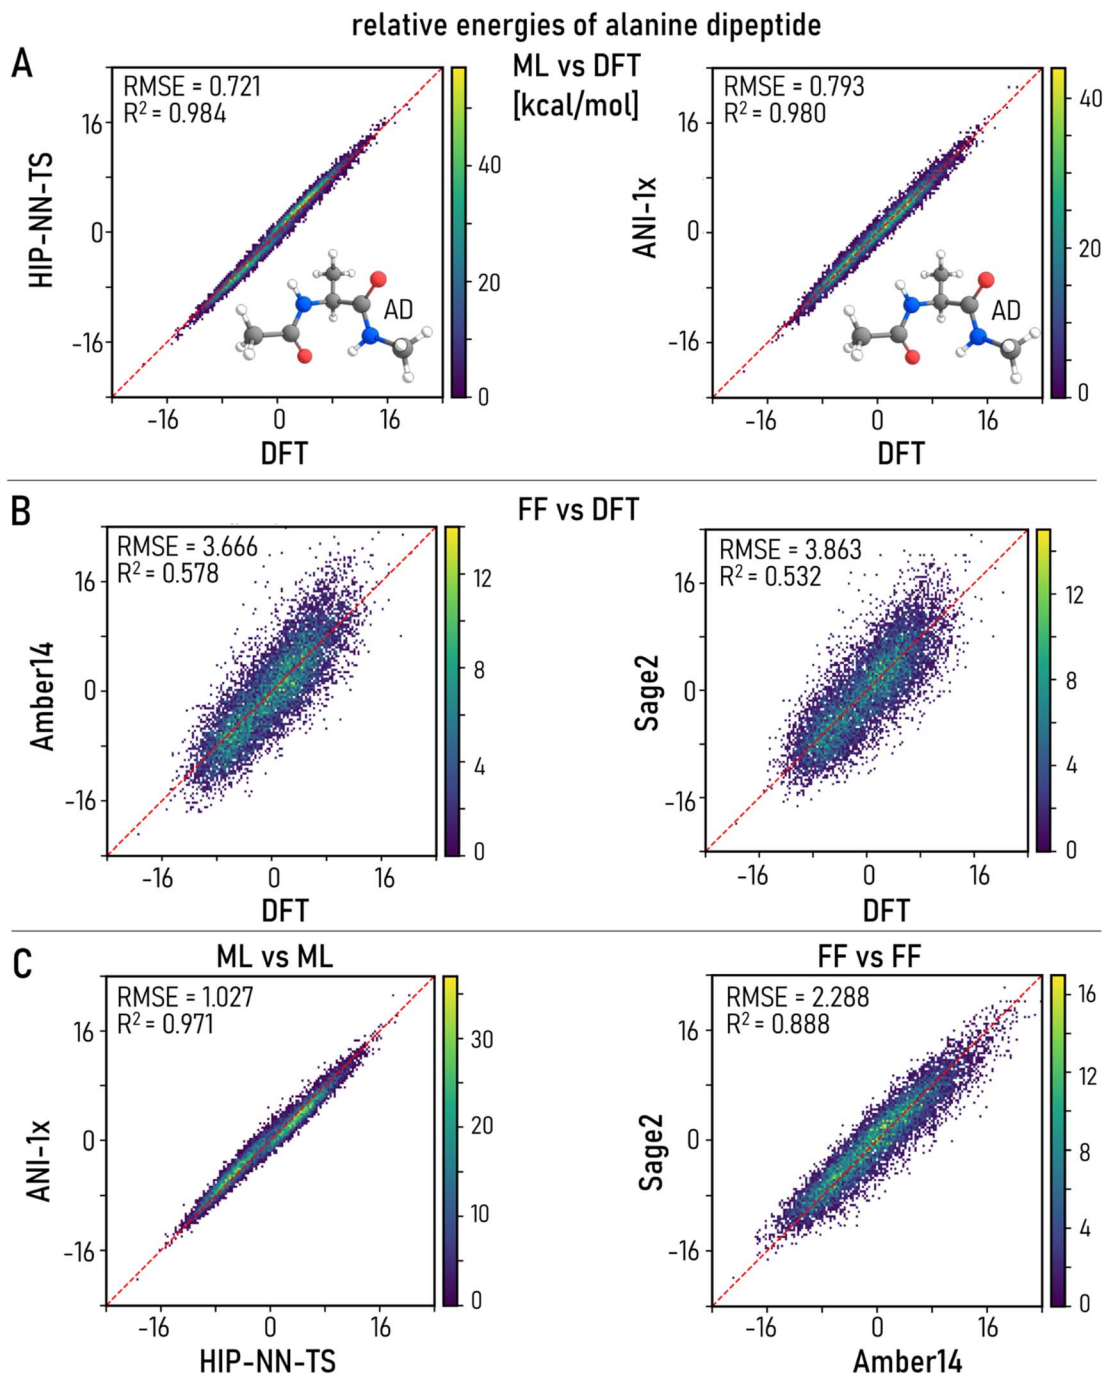 relative energies of alanine dipeptide
A
ML vs DFT
[kcal/mol]
RMSE = 0.721
R² = 0.984
HIP-NN-TS
16
0
-16
-16
0
16
DFT
AD
40
20
0
RMSE = 0.793
R² = 0.980
ANI-1x
16
0
-16
-16
0
16
DFT
AD
40
20
0
B
FF vs DFT
RMSE = 3.666
R² = 0.578
Amber14
16
0
-16
-16
0
16
DFT
12
8
4
0
RMSE = 3.863
R² = 0.532
Sage2
16
0
-16
-16
0
16
DFT
12
8
4
0
C
ML vs ML
RMSE = 1.027
R² = 0.971
ANI-1x
16
0
-16
-16
0
16
HIP-NN-TS
30
20
10
0
FF vs FF
RMSE = 2.288
R² = 0.888
Sage2
16
0
-16
-16
0
16
Amber14
16
12
8
4
0